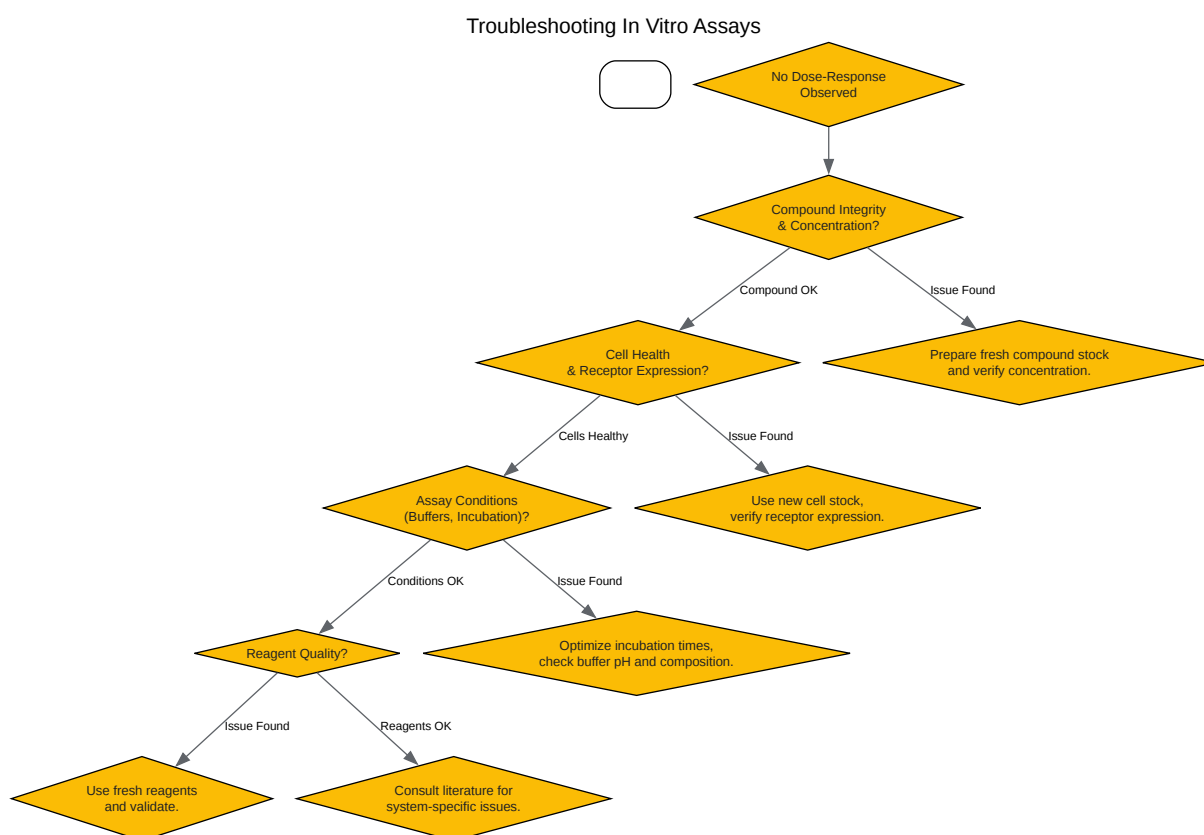 Troubleshooting In Vitro Assays
No Dose-Response
Observed
Compound Integrity
& Concentration?
Compound OK
Issue Found
Cell Health
& Receptor Expression?
Prepare fresh compound stock
and verify concentration.
Cells Healthy
Issue Found
Assay Conditions
(Buffers, Incubation)?
Use new cell stock,
verify receptor expression.
Conditions OK
Issue Found
Reagent Quality?
Optimize incubation times,
check buffer pH and composition.
Issue Found
Reagents OK
Use fresh reagents
and validate.
Consult literature for
system-specific issues.